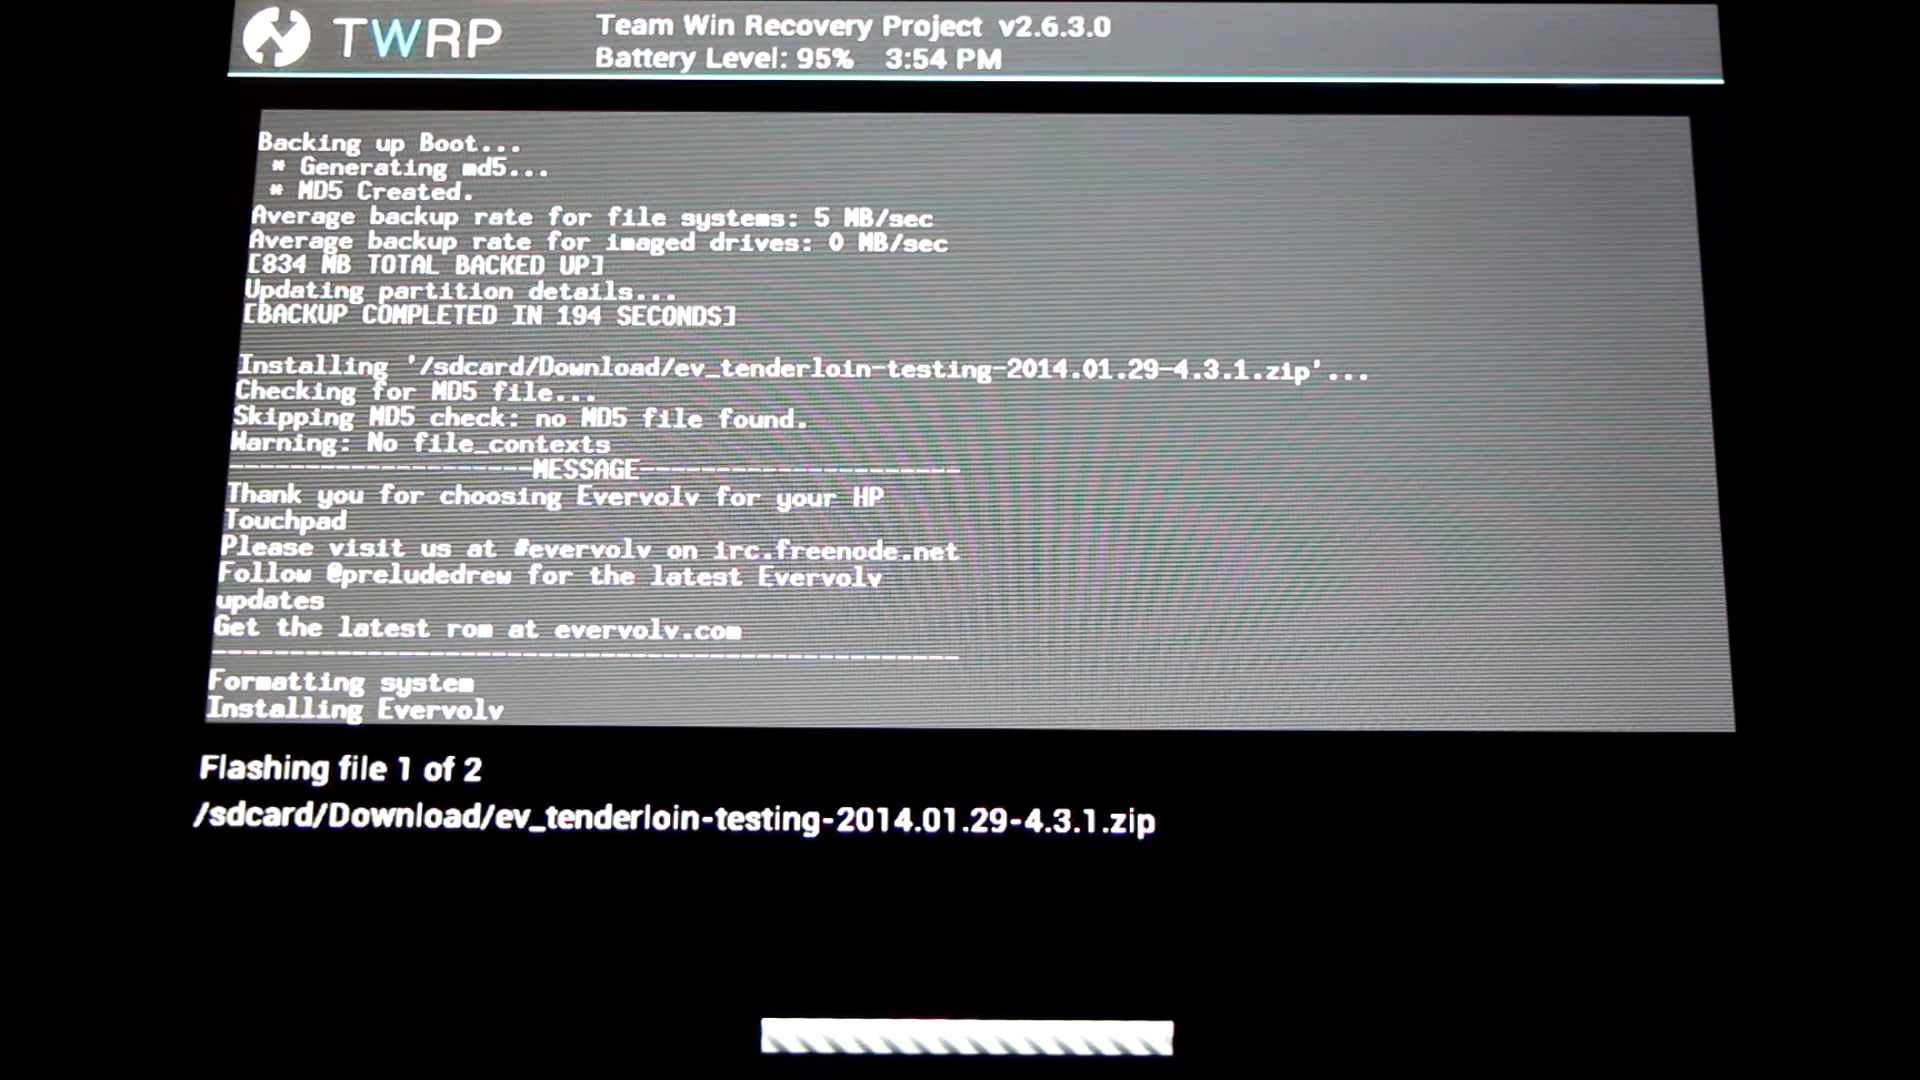 TWRP
Team Win Recovery Project v2.6.3.0
Battery Level: 95% 3:54 PM
Backing up Boot...
* Generating md5...
* MD5 Created.
Average backup rate for file systems: 5 MB/sec
Average backup rate for imaged drives: 0 MB/sec
[834 MB TOTAL BACKED UP]
Updating partition details...
[BACKUP COMPLETED IN 194 SECONDS]
Installing '/sdcard/Download/ev_tenderloin-testing-2014.01.29-4.3.1.zip'...
Checking for MD5 file...
Skipping MD5 check: no MD5 file found.
Warning: No file_contexts
--------------------MESSAGE---------------------
Thank you for choosing Evervolv for your HP
Touchpad
Please visit us at #evervolv on irc.freenode.net
Follow @preludedrew for the latest Evervolv
updates
Get the latest rom at evervolv.com
------------------------------------------------
Formatting system
Installing Evervolv
Flashing file 1 of 2
/sdcard/Download/ev_tenderloin-testing-2014.01.29-4.3.1.zip